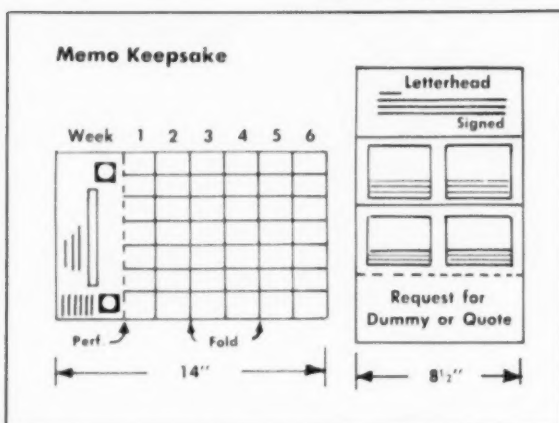 Memo Keepsake
Week 1 2 3 4 5 6
Perf. Fold
14"
Letterhead
Signed
Request for
Dummy or Quote
8½"